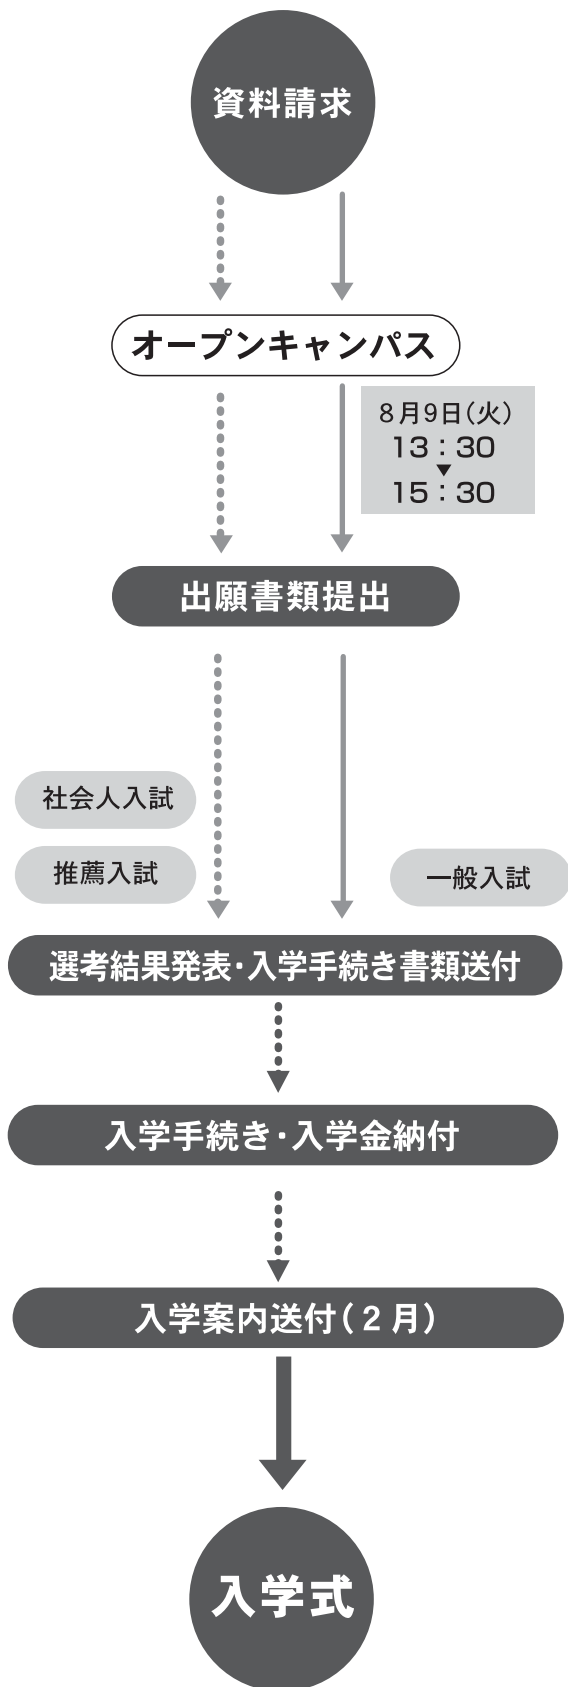 資料請求
オープンキャンパス
8月9日(火)
13:30
▼
15:30
出願書類提出
社会人入試
推薦入試
一般入試
選考結果発表・入学手続き書類送付
入学手続き・入学金納付
入学案内送付(2月)
入学式